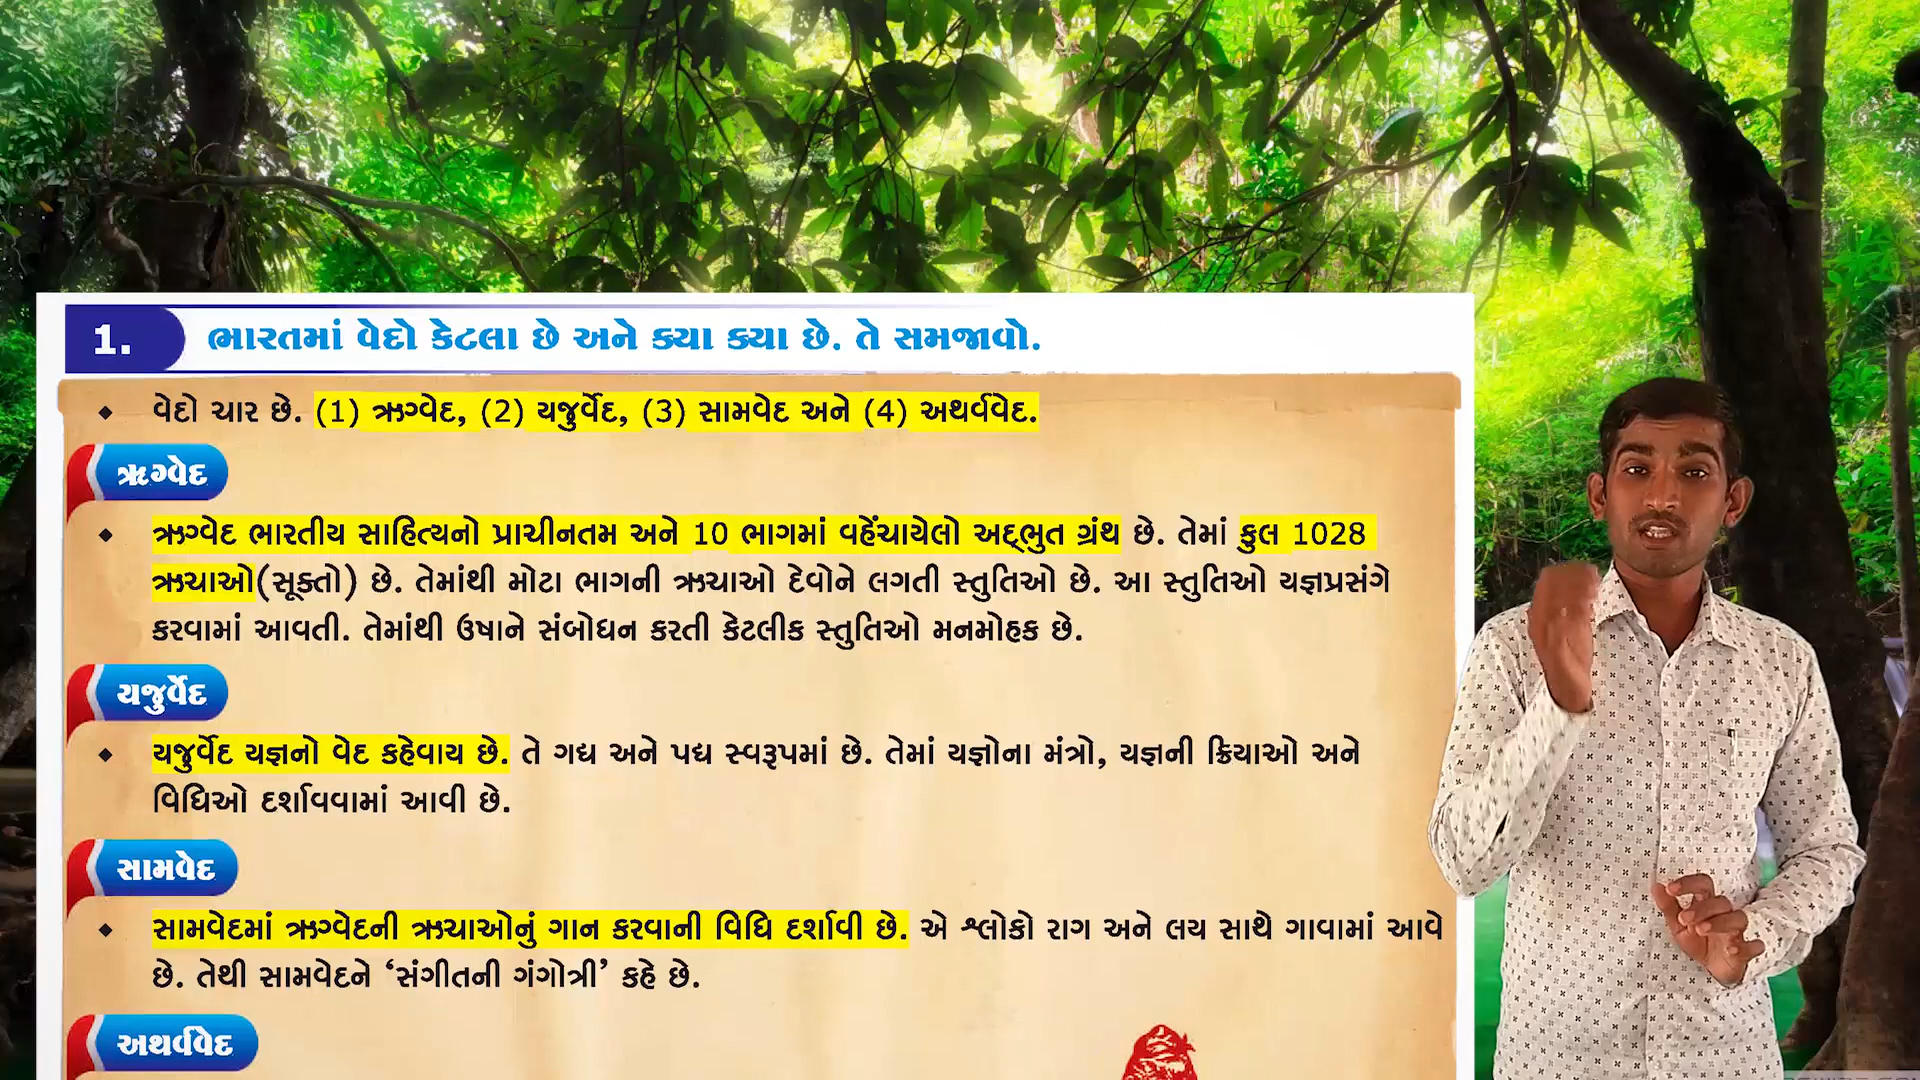 1. ભારતમાં વેદો કેટલા છે અને ક્યા ક્યા છે. તે સમજાવો.
◆ વેદો ચાર છે. (1) ઋગ્વેદ, (2) યજુર્વેદ, (3) સામવેદ અને (4) અથર્વવેદ.
ઋગ્વેદ
◆ ઋગ્વેદ ભારતીય સાહિત્યનો પ્રાચીનતમ અને 10 ભાગમાં વહેંચાયેલો અદ્ભુત ગ્રંથ છે. તેમાં કુલ 1028
ઋચાઓ(સૂક્તો) છે. તેમાંથી મોટા ભાગની ઋચાઓ દેવોને લગતી સ્તુતિઓ છે. આ સ્તુતિઓ યજ્ઞપ્રસંગે
કરવામાં આવતી. તેમાંથી ઉષાને સંબોધન કરતી કેટલીક સ્તુતિઓ મનમોહક છે.
યજુર્વેદ
◆ યજુર્વેદ યજ્ઞનો વેદ કહેવાય છે. તે ગદ્ય અને પદ્ય સ્વરૂપમાં છે. તેમાં યજ્ઞોના મંત્રો, યજ્ઞની ક્રિયાઓ અને
વિધિઓ દર્શાવવામાં આવી છે.
સામવેદ
◆ સામવેદમાં ઋગ્વેદની ઋચાઓનું ગાન કરવાની વિધિ દર્શાવી છે. એ શ્લોકો રાગ અને લય સાથે ગાવામાં આવે
છે. તેથી સામવેદને ‘સંગીતની ગંગોત્રી’ કહે છે.
અથર્વવેદ